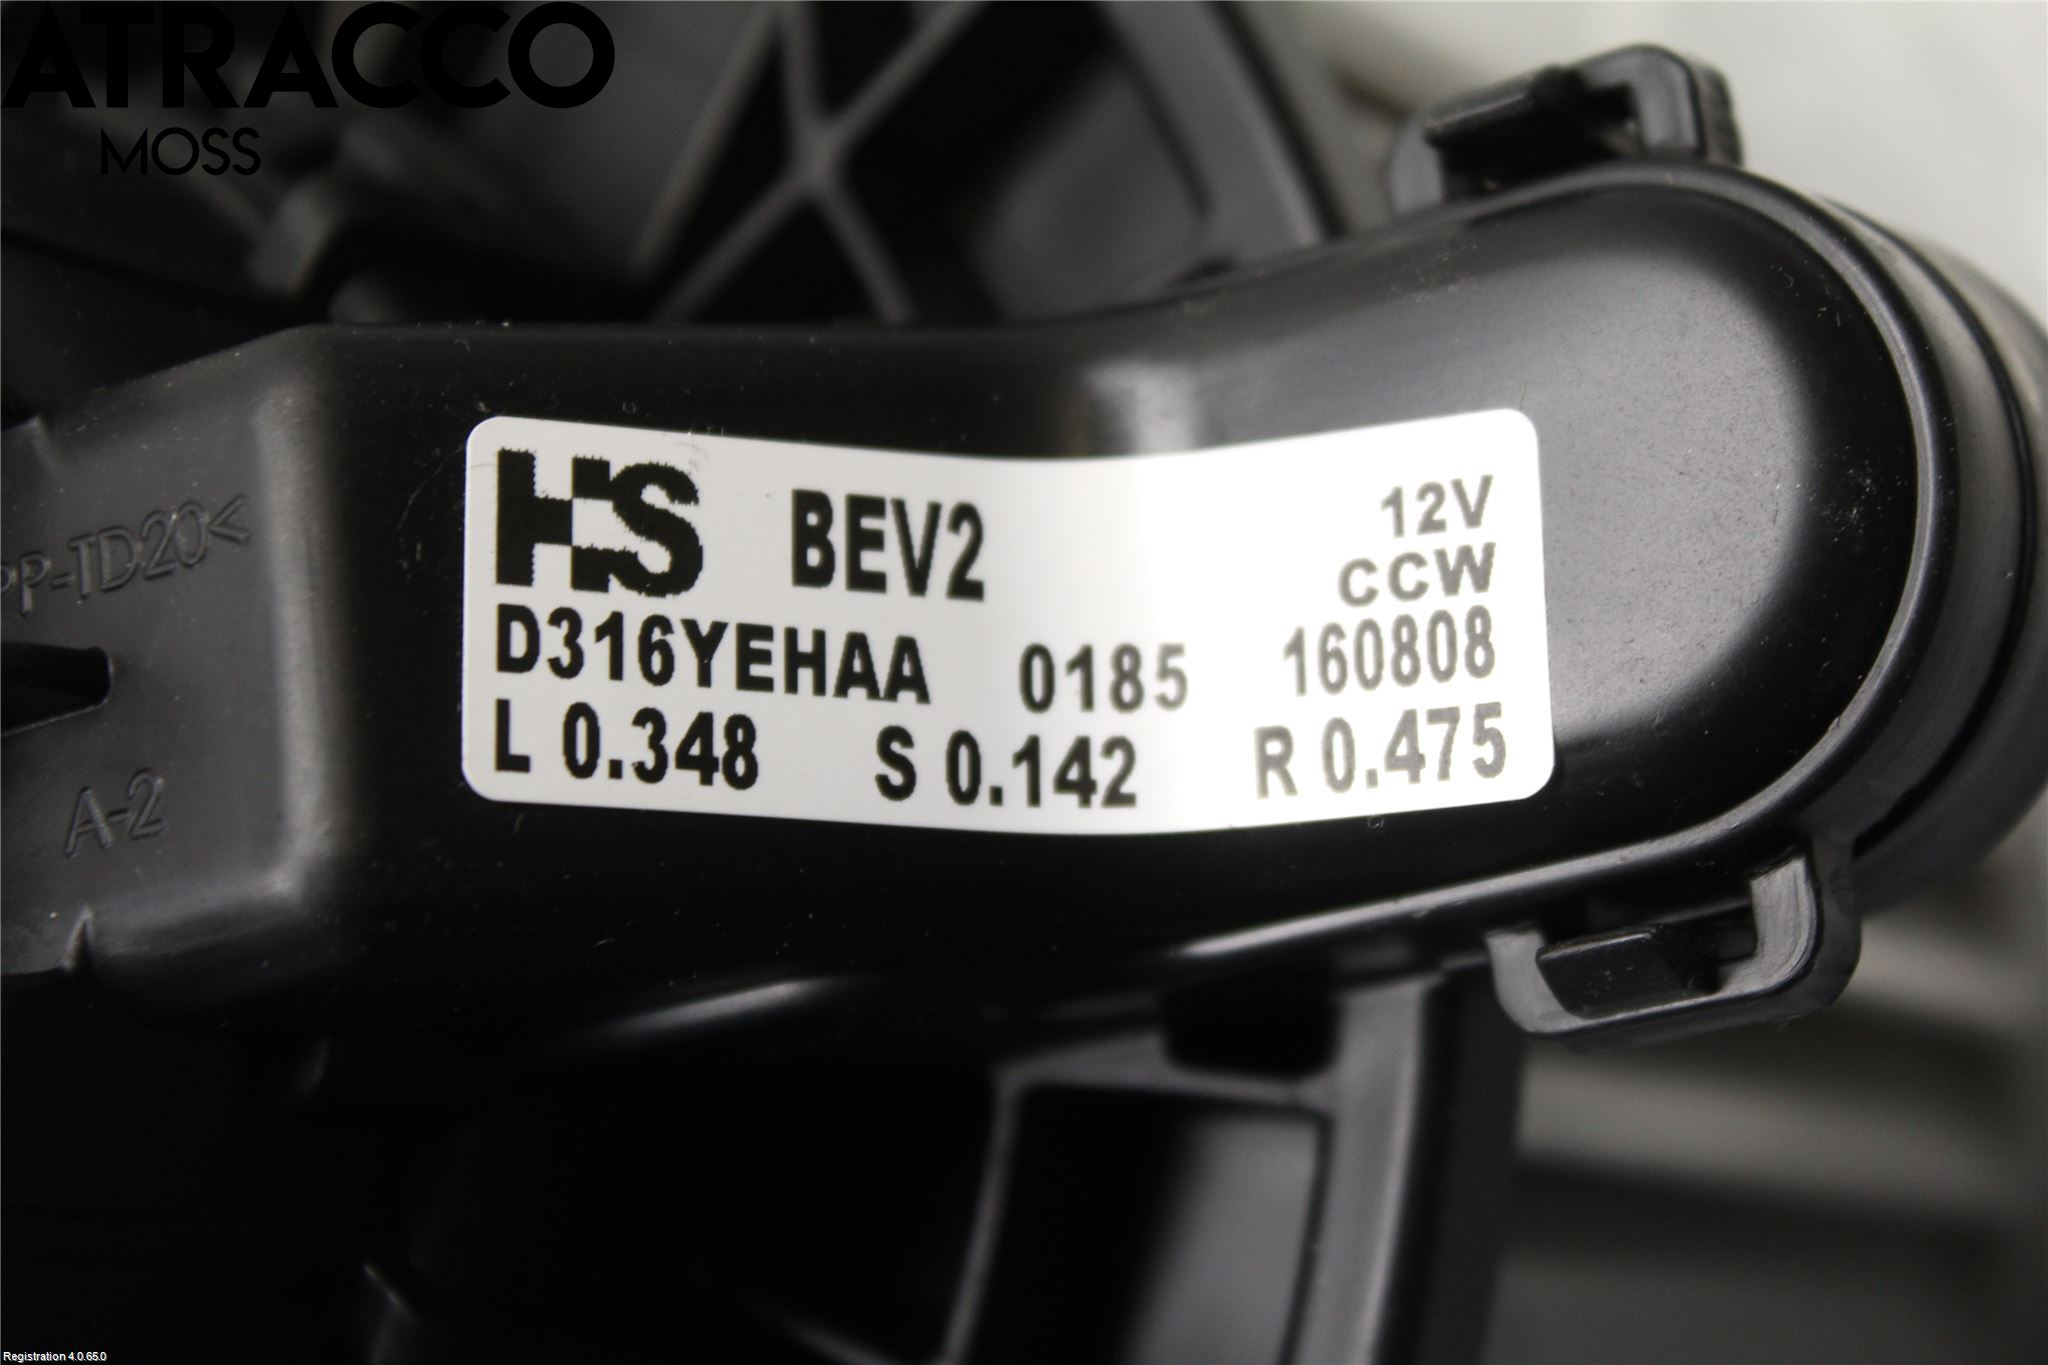 ATRACCO
MOSS
HS BEV2 12V
CCW
D316YEHAA 0185 160808
L 0.348 S 0.142 R 0.475
PP-TD20<
A-2
Registration 4.0.65.0